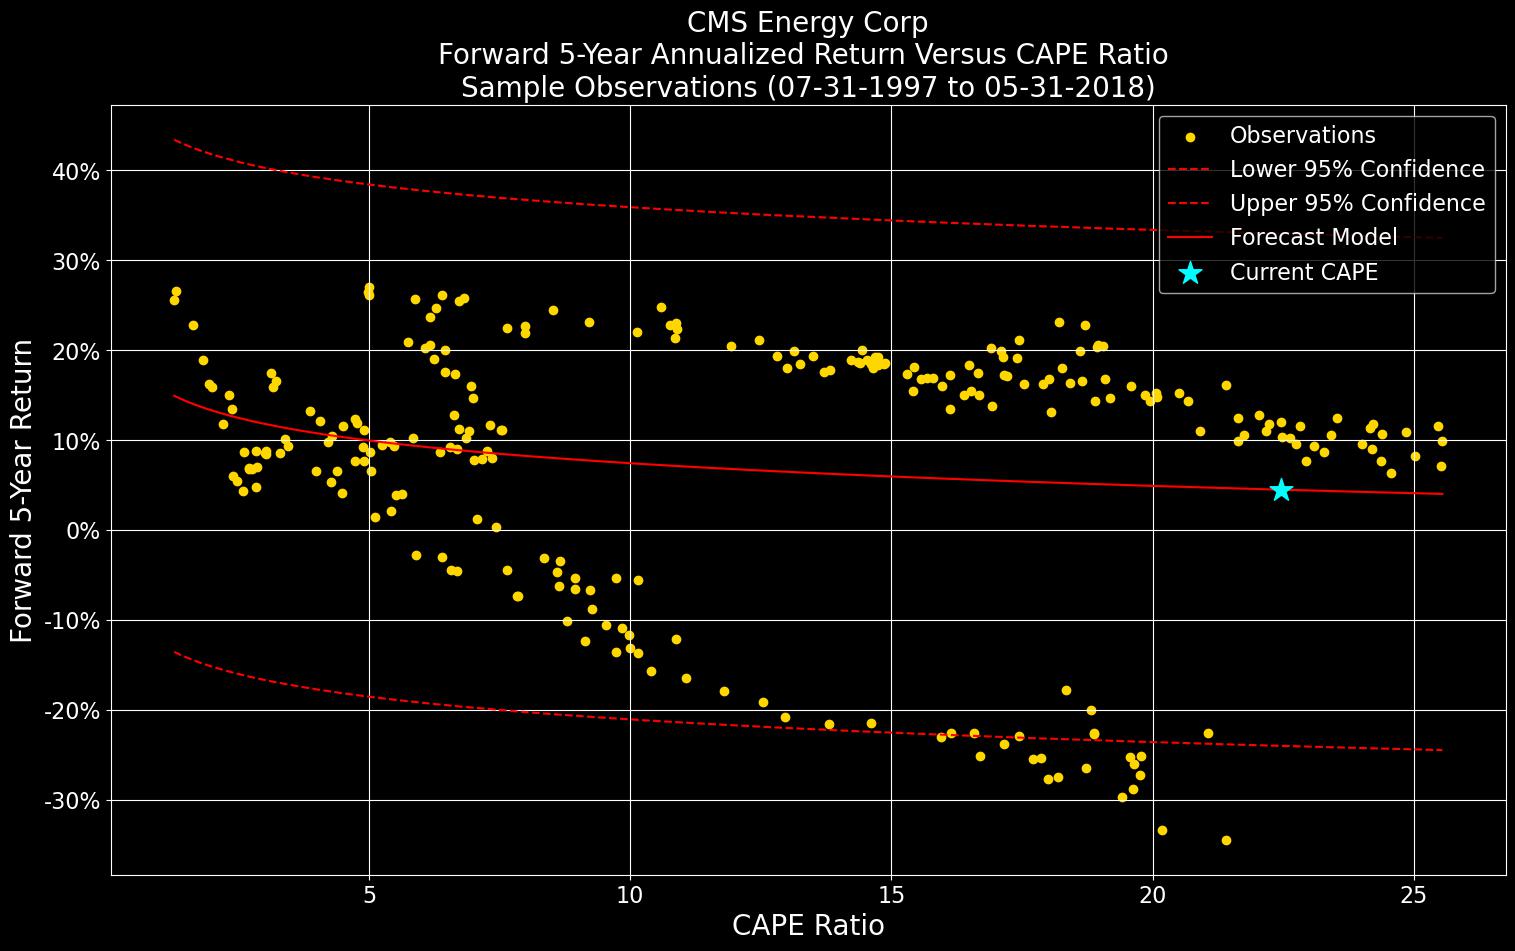 CMS Energy Corp
Forward 5-Year Annualized Return Versus CAPE Ratio
Sample Observations (07-31-1997 to 05-31-2018)
Observations
Lower 95% Confidence
Upper 95% Confidence
Forecast Model
Current CAPE
Forward 5-Year Return
40%
30%
20%
10%
0%
-10%
-20%
-30%
5
10
15
20
25
CAPE Ratio